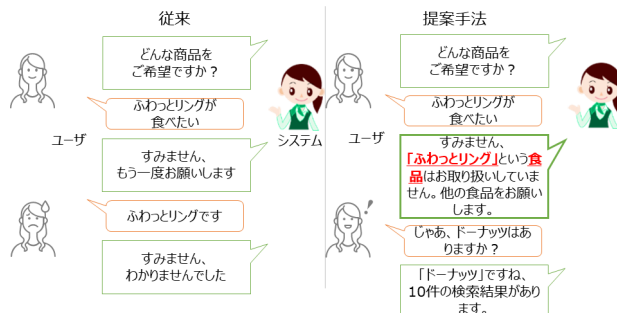 従来
どんな商品を
ご希望ですか？
ふわっとリングが
食べたい
ユーザ
システム
すみません、
もう一度お願いします
ふわっとリングです
すみません、
わかりませんでした
提案手法
どんな商品を
ご希望ですか？
ふわっとリングが
食べたい
ユーザ
すみません、
「ふわっとリング」という食
品はお取り扱いしていま
せん。他の食品をお願い
します。
じゃあ、ドーナッツはあ
りますか？
「ドーナッツ」ですね、
10件の検索結果があり
ます。